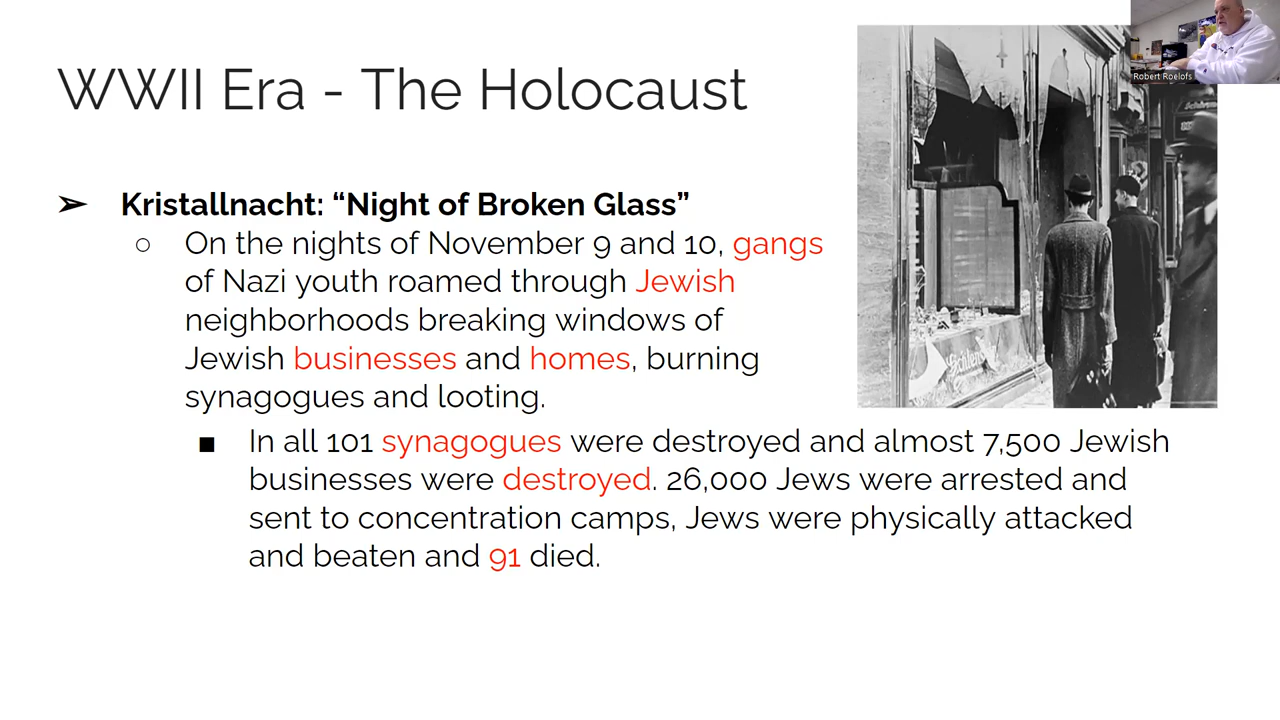 WWII Era - The Holocaust
Robert Roelofs
➢ Kristallnacht: “Night of Broken Glass”
○ On the nights of November 9 and 10, gangs
of Nazi youth roamed through Jewish
neighborhoods breaking windows of
Jewish businesses and homes, burning
synagogues and looting.
■ In all 101 synagogues were destroyed and almost 7,500 Jewish
businesses were destroyed. 26,000 Jews were arrested and
sent to concentration camps, Jews were physically attacked
and beaten and 91 died.